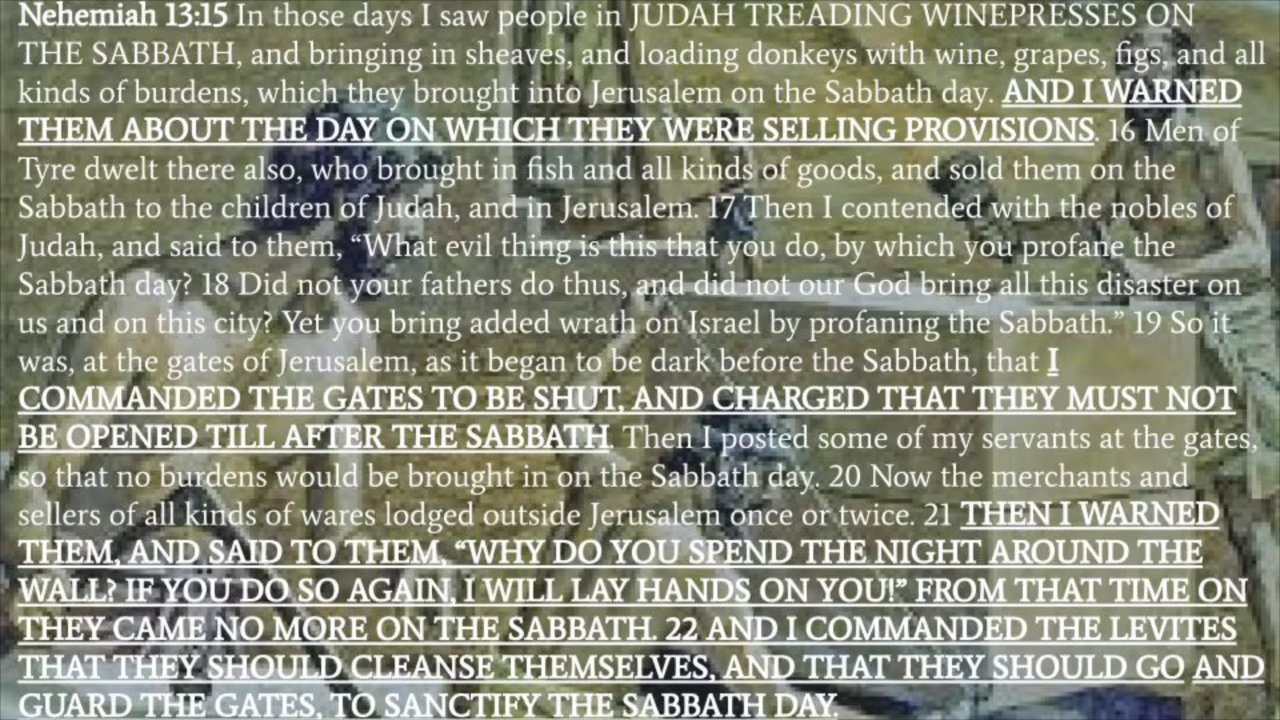 Nehemiah 13:15 In those days I saw people in JUDAH TREADING WINEPRESSES ON
THE SABBATH, and bringing in sheaves, and loading donkeys with wine, grapes, figs, and all
kinds of burdens, which they brought into Jerusalem on the Sabbath day. AND I WARNED
THEM ABOUT THE DAY ON WHICH THEY WERE SELLING PROVISIONS. 16 Men of
Tyre dwelt there also, who brought in fish and all kinds of goods, and sold them on the
Sabbath to the children of Judah, and in Jerusalem. 17 Then I contended with the nobles of
Judah, and said to them, “What evil thing is this that you do, by which you profane the
Sabbath day? 18 Did not your fathers do thus, and did not our God bring all this disaster on
us and on this city? Yet you bring added wrath on Israel by profaning the Sabbath.” 19 So it
was, at the gates of Jerusalem, as it began to be dark before the Sabbath, that I
COMMANDED THE GATES TO BE SHUT, AND CHARGED THAT THEY MUST NOT
BE OPENED TILL AFTER THE SABBATH. Then I posted some of my servants at the gates,
so that no burdens would be brought in on the Sabbath day. 20 Now the merchants and
sellers of all kinds of wares lodged outside Jerusalem once or twice. 21 THEN I WARNED
THEM, AND SAID TO THEM, “WHY DO YOU SPEND THE NIGHT AROUND THE
WALL? IF YOU DO SO AGAIN, I WILL LAY HANDS ON YOU!” FROM THAT TIME ON
THEY CAME NO MORE ON THE SABBATH. 22 AND I COMMANDED THE LEVITES
THAT THEY SHOULD CLEANSE THEMSELVES, AND THAT THEY SHOULD GO AND
GUARD THE GATES, TO SANCTIFY THE SABBATH DAY.